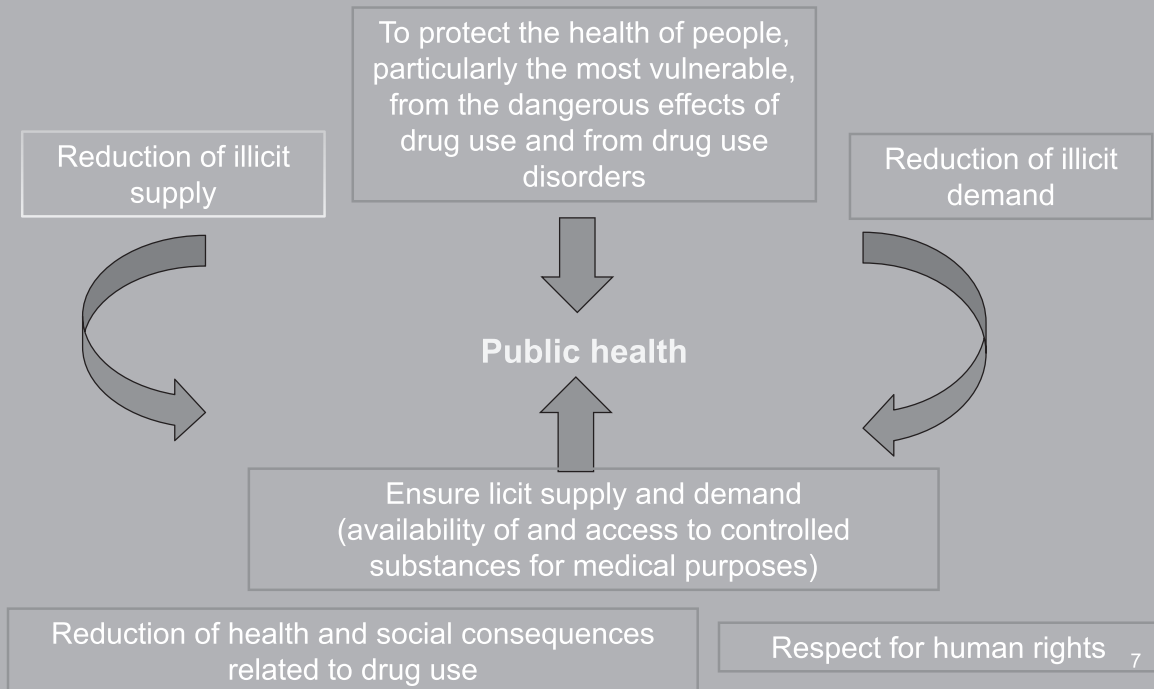 To protect the health of people,
particularly the most vulnerable,
from the dangerous effects of
drug use and from drug use
disorders
Reduction of illicit
supply
Reduction of illicit
demand
Public health
Ensure licit supply and demand
(availability of and access to controlled
substances for medical purposes)
Reduction of health and social consequences
related to drug use
Respect for human rights
7